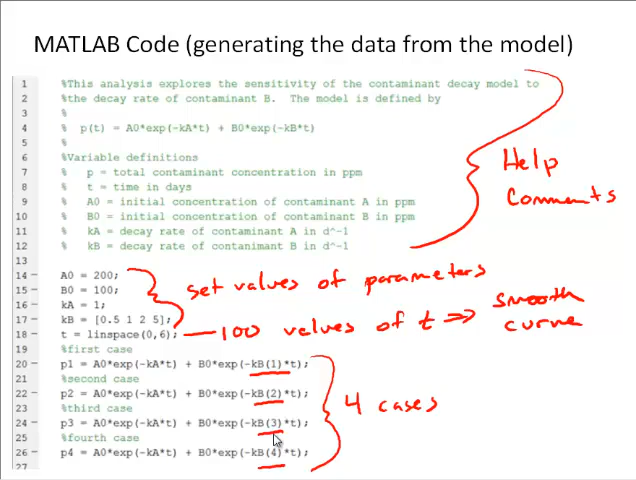 MATLAB Code (generating the data from the model)
1 %This analysis explores the sensitivity of the contaminant decay model to
2 %the decay rate of contaminant B. The model is defined by
3 %
4 % p(t) = A0*exp(-kA*t) + B0*exp(-kB*t)
5 %
6 %Variable definitions
7 % p = total contaminant concentration in ppm
8 % t = time in days
9 % A0 = initial concentration of contaminant A in ppm
10 % B0 = initial concentration of contaminant B in ppm
11 % kA = decay rate of contaminant A in d^-1
12 % kB = decay rate of contanimant B in d^-1
Help
Comments
13
14 - A0 = 200;
15 - B0 = 100;
16 - kA = 1;
17 - kB = [0.5 1 2 5];
set values of parameters
18 - t = linspace(0,6);
100 values of t => smooth
curve
19 %first case
20 - p1 = A0*exp(-kA*t) + B0*exp(-kB(1)*t);
21 %second case
22 - p2 = A0*exp(-kA*t) + B0*exp(-kB(2)*t);
23 %third case
24 - p3 = A0*exp(-kA*t) + B0*exp(-kB(3)*t);
25 %fourth case
26 - p4 = A0*exp(-kA*t) + B0*exp(-kB(4)*t);
27
4 cases